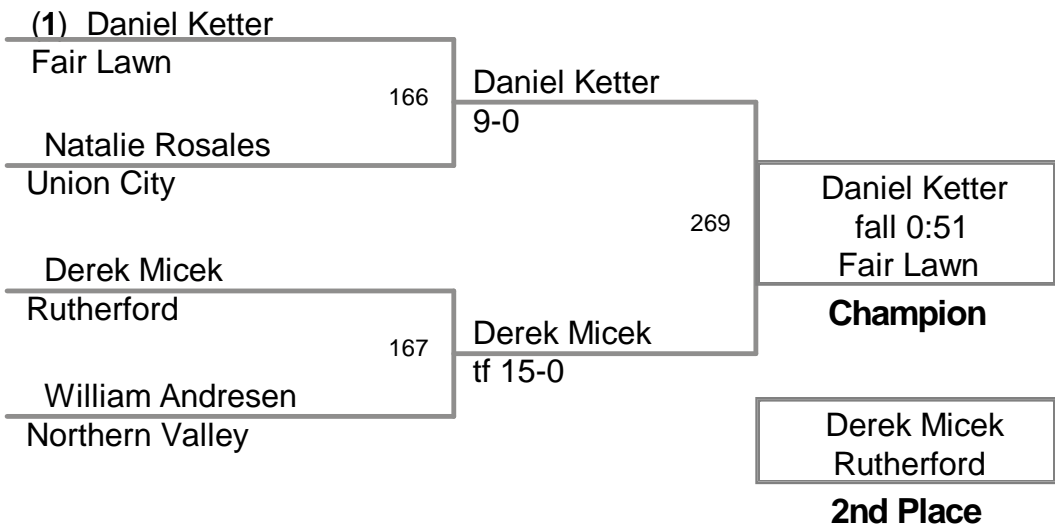 (1) Daniel Ketter
Fair Lawn
166
Daniel Ketter
9-0
Natalie Rosales
Union City
269
Daniel Ketter
fall 0:51
Fair Lawn
Champion
Derek Micek
Rutherford
167
Derek Micek
tf 15-0
William Andresen
Northern Valley
Derek Micek
Rutherford
2nd Place